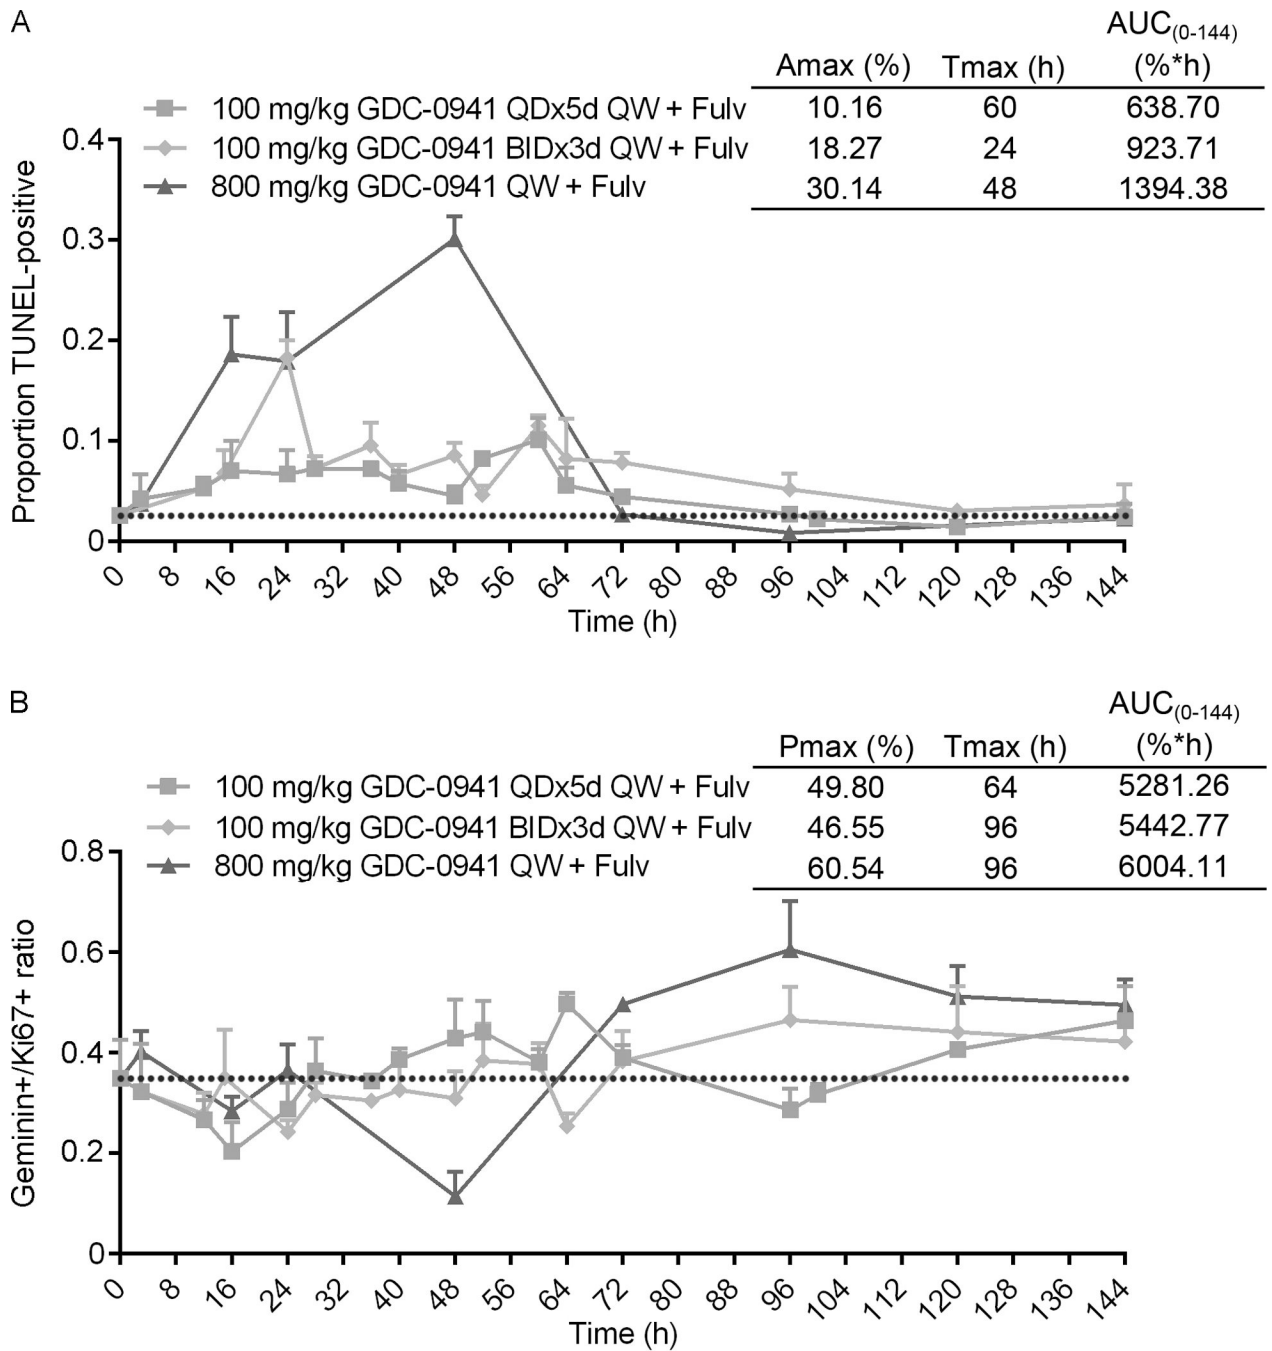 A
AUC(0-144)
Amax (%) Tmax (h) (%*h)
100 mg/kg GDC-0941 QDx5d QW + Fulv 10.16 60 638.70
100 mg/kg GDC-0941 BIDx3d QW + Fulv 18.27 24 923.71
800 mg/kg GDC-0941 QW + Fulv 30.14 48 1394.38
Proportion TUNEL-positive
0.4
0.3
0.2
0.1
0
0 8 16 24 32 40 48 56 64 72 80 88 96 104 112 120 128 136 144
Time (h)
B
AUC(0-144)
Pmax (%) Tmax (h) (%*h)
100 mg/kg GDC-0941 QDx5d QW + Fulv 49.80 64 5281.26
100 mg/kg GDC-0941 BIDx3d QW + Fulv 46.55 96 5442.77
800 mg/kg GDC-0941 QW + Fulv 60.54 96 6004.11
Geminin+/Ki67+ ratio
0.8
0.6
0.4
0.2
0
0 8 16 24 32 40 48 56 64 72 80 88 96 104 112 120 128 136 144
Time (h)